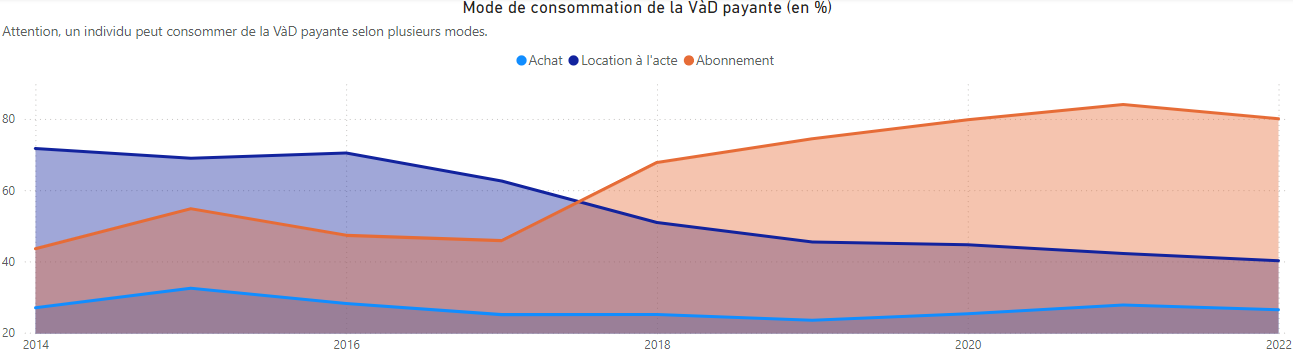 Mode de consommation de la VàD payante (en %)
Attention, un individu peut consommer de la VàD payante selon plusieurs modes.
Achat Location à l'acte Abonnement
80
60
40
20
2014 2016 2018 2020 2022